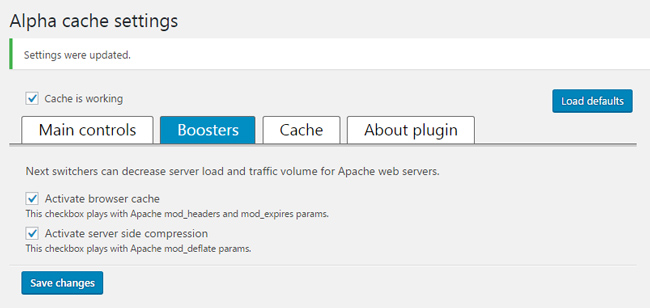 Alpha cache settings
Settings were updated.
Cache is working
Load defaults
Main controls
Boosters
Cache
About plugin
Next switchers can decrease server load and traffic volume for Apache web servers.
Activate browser cache
This checkbox plays with Apache mod_headers and mod_expires params.
Activate server side compression
This checkbox plays with Apache mod_deflate params.
Save changes